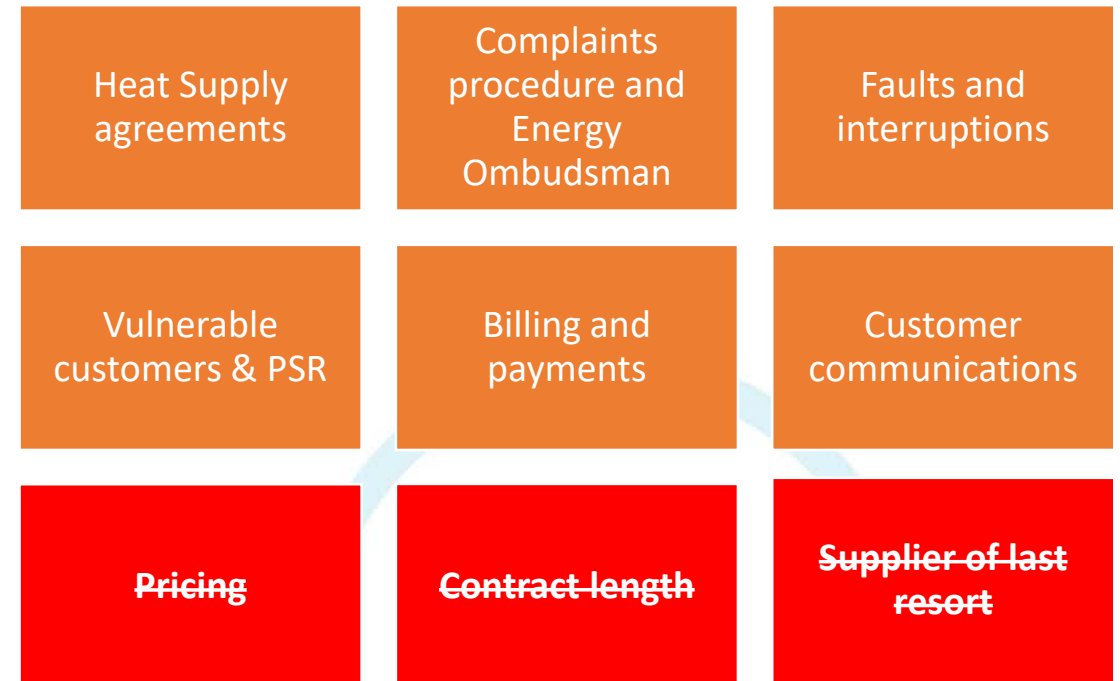 Heat Supply
agreements
Complaints
procedure and
Energy
Ombudsman
Faults and
interruptions
Vulnerable
customers & PSR
Billing and
payments
Customer
communications
Pricing
Contract length
Supplier of last
resort